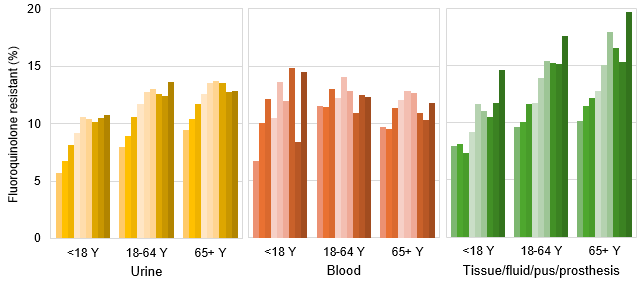 Fluoroquinolone resistant (%)
20
15
10
5
0
<18 Y 18-64 Y 65+ Y
Urine
<18 Y 18-64 Y 65+ Y
Blood
<18 Y 18-64 Y 65+ Y
Tissue/fluid/pus/prosthesis